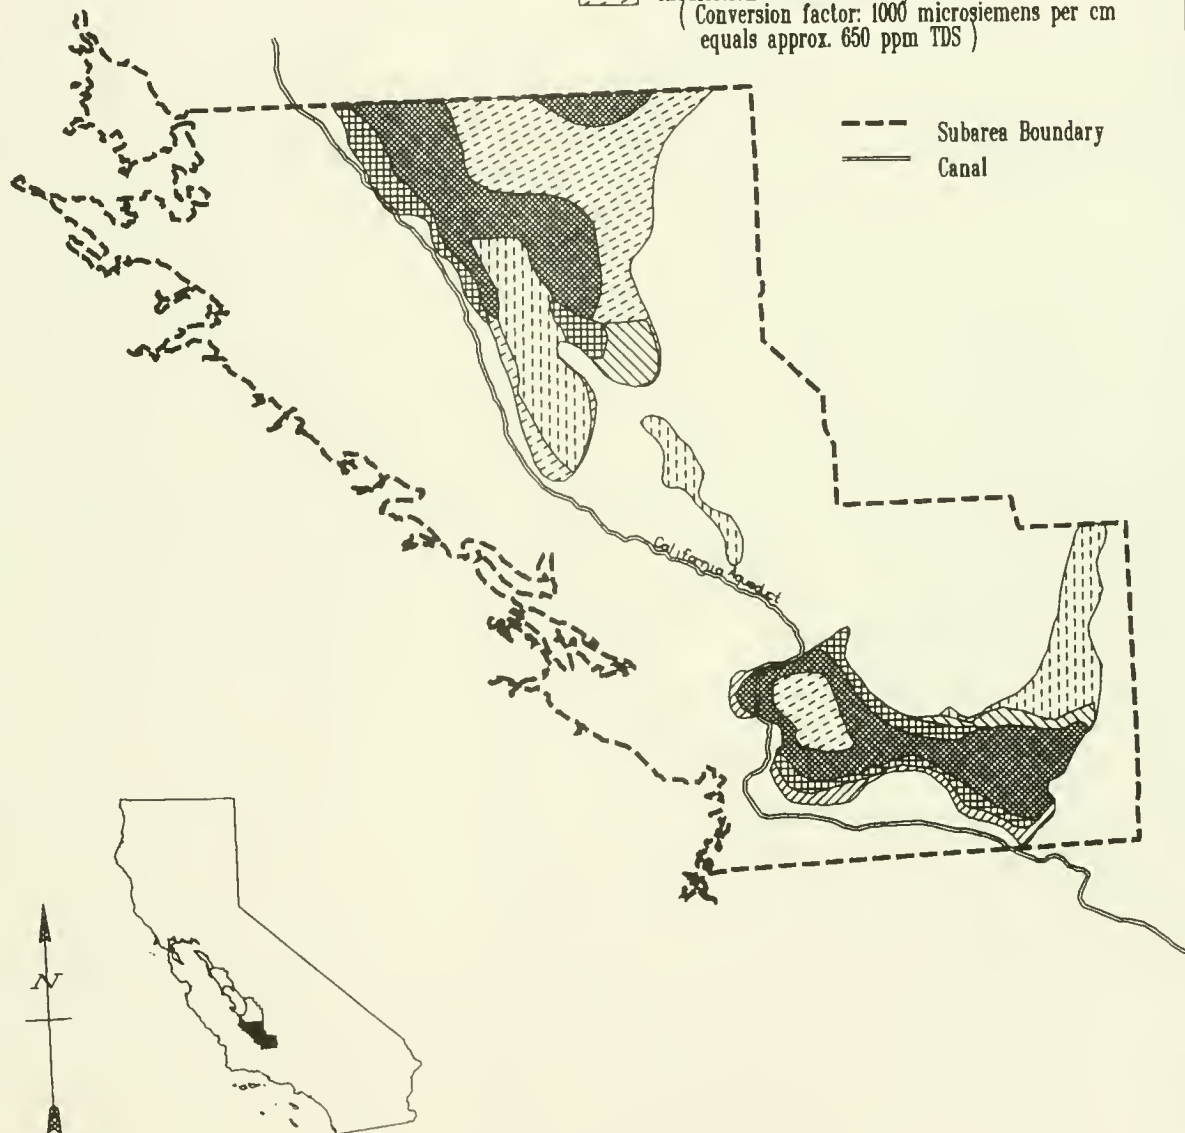 ( Conversion factor: 1000 microsiemens per cm
equals approx. 650 ppm TDS )
Subarea Boundary
Canal
California Aqueduct
N